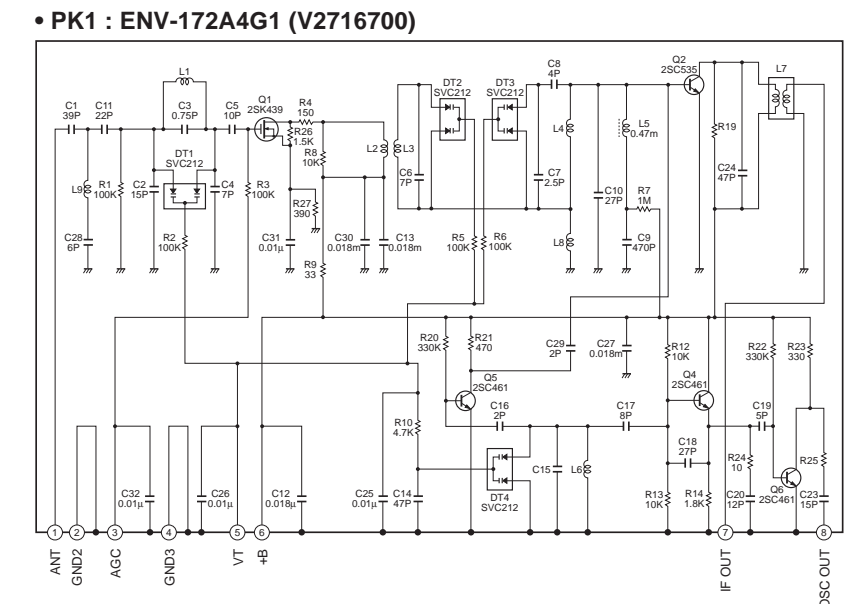 • PK1 : ENV-172A4G1 (V2716700)
L1
C1
39P
C11
22P
C3
0.75P
C5
10P
Q1
2SK439
R4
150
R26
1.5K
R8
10K
DT1
SVC212
L9
R1
100K
C2
15P
C4
7P
R3
100K
R27
390
C28
6P
R2
100K
C31
0.01µ
C30
0.018m
C13
0.018m
R9
33
L2
L3
DT2
SVC212
DT3
SVC212
C8
4P
C6
7P
C7
2.5P
L4
L5
0.47m
C10
27P
R7
1M
R5
100K
R6
100K
L8
C9
470P
Q2
2SC535
R19
C24
47P
L7
R20
330K
R21
470
C29
2P
C27
0.018m
R12
10K
R22
330K
R23
330
Q5
2SC461
Q4
2SC461
C16
2P
C17
8P
C19
5P
R10
4.7K
C18
27P
R24
10
R25
C32
0.01µ
C26
0.01µ
C12
0.018µ
C25
0.01µ
C14
47P
DT4
SVC212
C15
L6
R13
10K
R14
1.8K
C20
12P
Q6
2SC461
C23
15P
1
2
3
4
5
6
7
8
ANT
GND2
AGC
GND3
VT
+B
IF OUT
OSC OUT